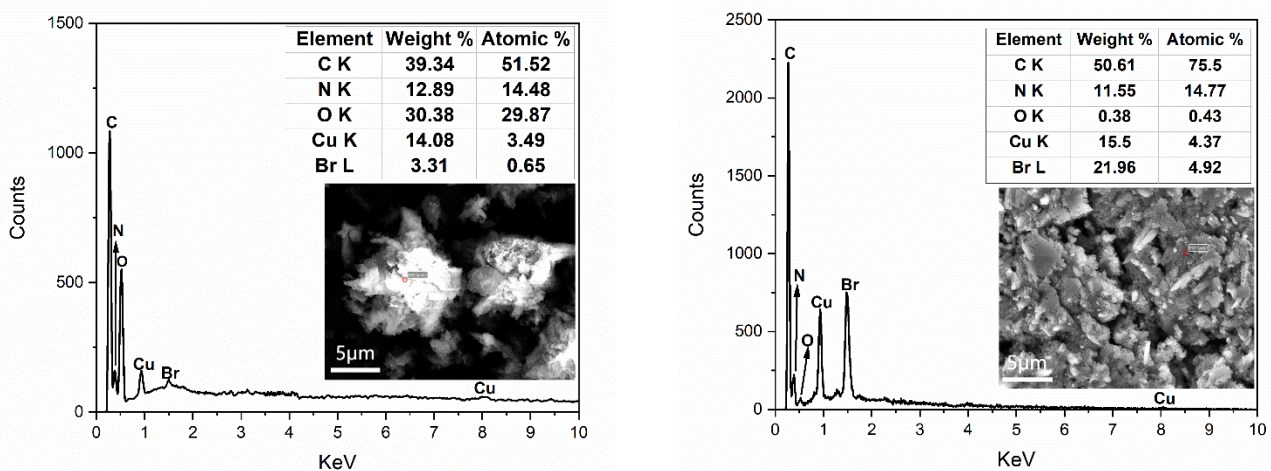 1500
1000
500
0
Counts
0 1 2 3 4 5 6 7 8 9 10
KeV
Element Weight % Atomic %
C K 39.34 51.52
N K 12.89 14.48
O K 30.38 29.87
Cu K 14.08 3.49
Br L 3.31 0.65
C
N
O
Cu
Br
Cu
5µm
2500
2000
1500
1000
500
0
Counts
0 1 2 3 4 5 6 7 8 9 10
KeV
Element Weight % Atomic %
C K 50.61 75.5
N K 11.55 14.77
O K 0.38 0.43
Cu K 15.5 4.37
Br L 21.96 4.92
C
N
O
Cu
Br
Cu
5µm